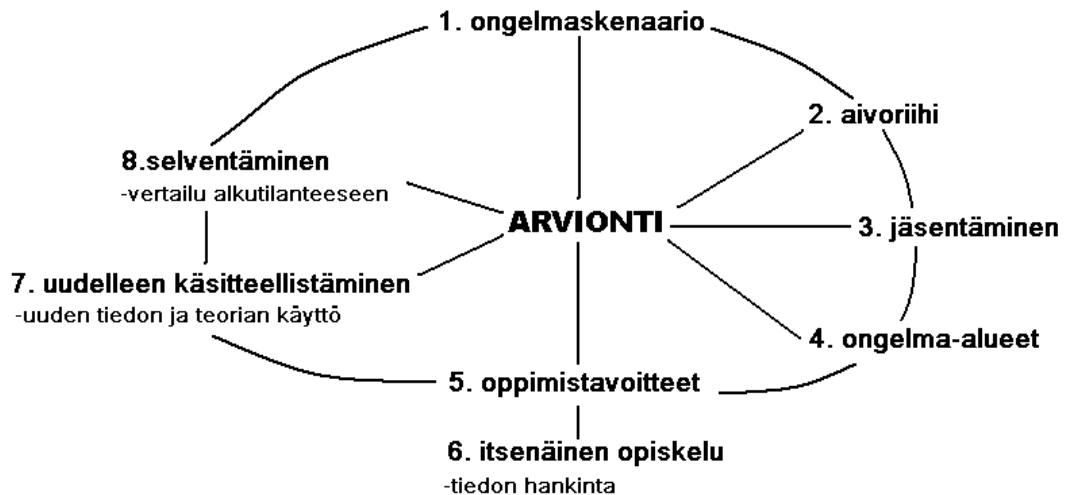 1. ongelmaskenaario
2. aivoriihi
8.selventäminen
-vertailu alkutilanteeseen
ARVIONTI
3. jäsentäminen
7. uudelleen käsitteellistäminen
-uuden tiedon ja teorian käyttö
4. ongelma-alueet
5. oppimistavoitteet
6. itsenäinen opiskelu
-tiedon hankinta